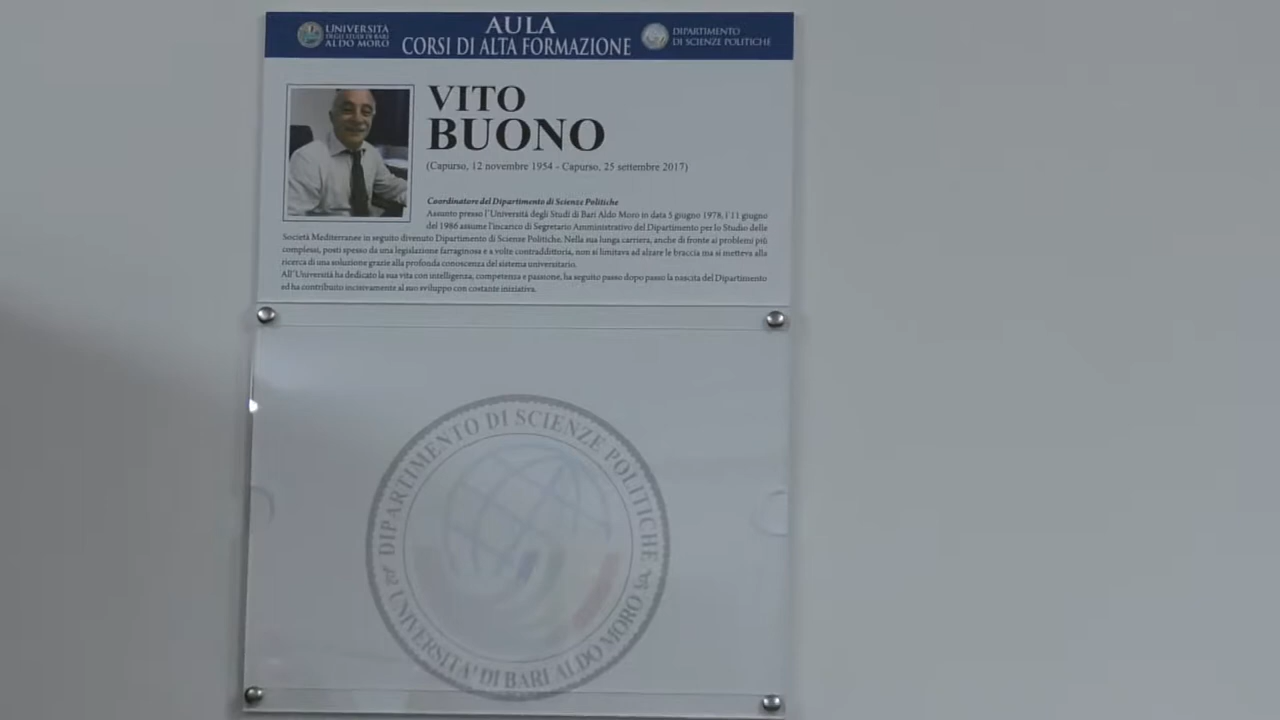 UNIVERSITÀ
DEGLI STUDI DI BARI
ALDO MORO
AULA
CORSI DI ALTA FORMAZIONE
DIPARTIMENTO
DI SCIENZE POLITICHE
VITO
BUONO
(Capurso, 12 novembre 1954 - Capurso, 25 settembre 2017)
Coordinatore del Dipartimento di Scienze Politiche
Assunto presso l'Università degli Studi di Bari Aldo Moro in data 5 giugno 1978, l'11 giugno
del 1986 assume l'incarico di Segretario Amministrativo del Dipartimento per lo Studio delle
Società Mediterranee in seguito divenuto Dipartimento di Scienze Politiche. Nella sua lunga carriera, anche di fronte ai problemi più
complessi, posti spesso da una legislazione farraginosa e a volte contraddittoria, non si limitava ad alzare le braccia ma si metteva alla
ricerca di una soluzione grazie alla profonda conoscenza del sistema universitario.
All'Università ha dedicato la sua vita con intelligenza, competenza e passione, ha seguito passo dopo passo la nascita del Dipartimento
ed ha contribuito incisivamente al suo sviluppo con costante iniziativa.
DIPARTIMENTO DI SCIENZE POLITICHE
UNIVERSITA' DI BARI ALDO MORO